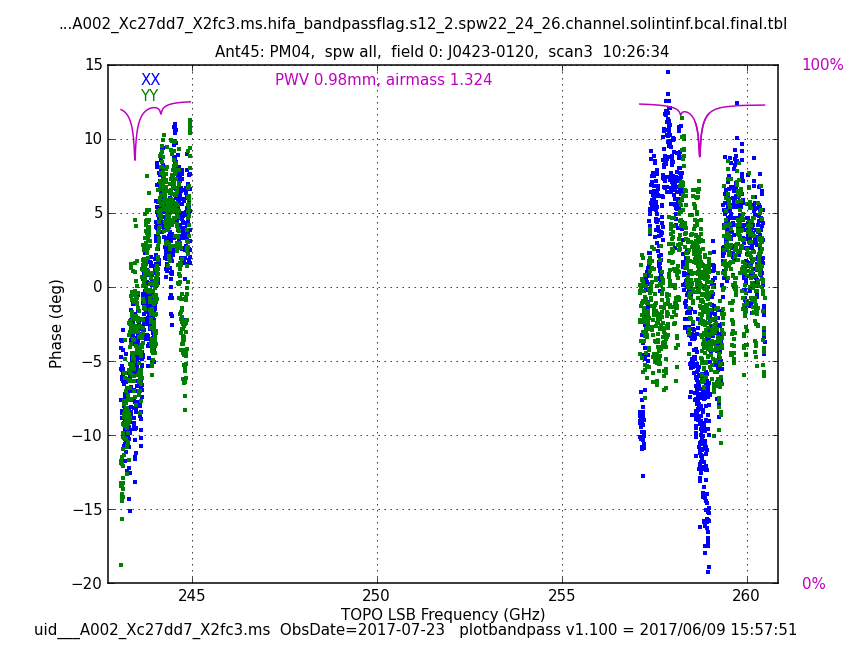 ...A002_Xc27dd7_X2fc3.ms.hifa_bandpassflag.s12_2.spw22_24_26.channel.solintinf.bcal.final.tbl
Ant45: PM04,  spw all,  field 0: J0423-0120,  scan3  10:26:34
15
100%
XX
PWV 0.98mm, airmass 1.324
YY
10
5
0
Phase (deg)
−5
−10
−15
−20
0%
245
250
255
260
TOPO LSB Frequency (GHz)
uid___A002_Xc27dd7_X2fc3.ms  ObsDate=2017-07-23   plotbandpass v1.100 = 2017/06/09 15:57:51